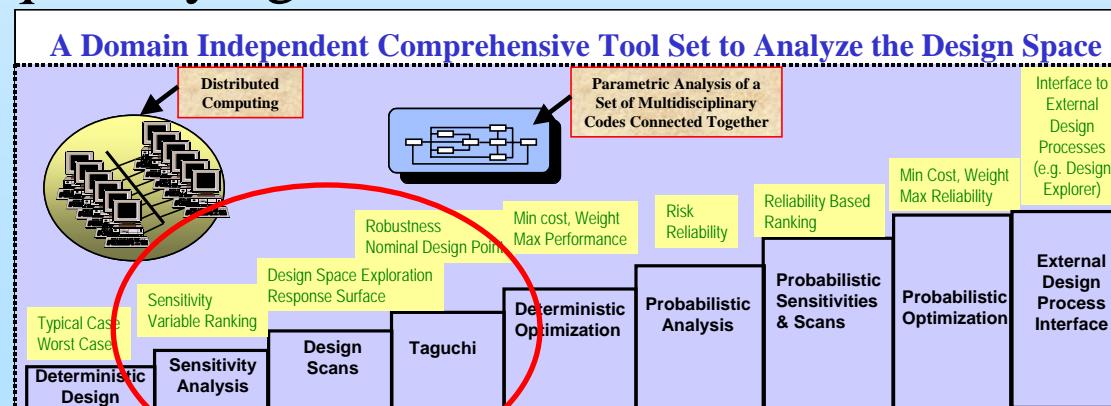 A Domain Independent Comprehensive Tool Set to Analyze the Design Space
Distributed
Computing
Parametric Analysis of a
Set of Multidisciplinary
Codes Connected Together
Interface to
External
Design
Processes
(e.g. Design
Explorer)
Min Cost, Weight
Max Reliability
Reliability Based
Ranking
Risk
Reliability
Min cost, Weight
Max Performance
Robustness
Nominal Design Point
Design Space Exploration
Response Surface
Sensitivity
Variable Ranking
Typical Case
Worst Case
Deterministic
Design
Sensitivity
Analysis
Design
Scans
Taguchi
Deterministic
Optimization
Probabilistic
Analysis
Probabilistic
Sensitivities
& Scans
Probabilistic
Optimization
External
Design
Process
Interface